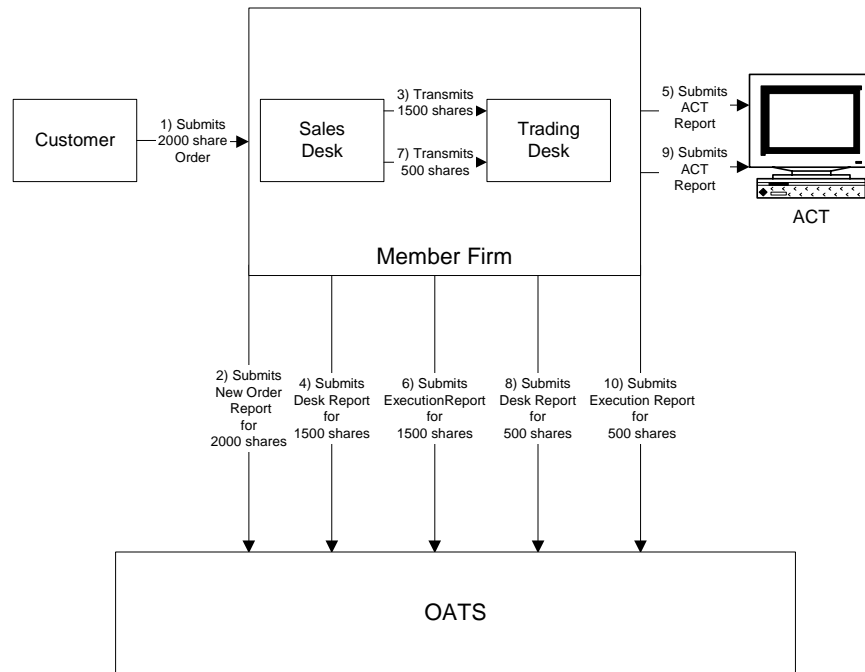 Customer
1) Submits
2000 share
Order
Sales
Desk
3) Transmits
1500 shares
7) Transmits
500 shares
Trading
Desk
Member Firm
5) Submits
ACT
Report
9) Submits
ACT
Report
ACT
2) Submits
New Order
Report
for
2000 shares
4) Submits
Desk Report
for
1500 shares
6) Submits
ExecutionReport
for
1500 shares
8) Submits
Desk Report
for
500 shares
10) Submits
Execution Report
for
500 shares
OATS